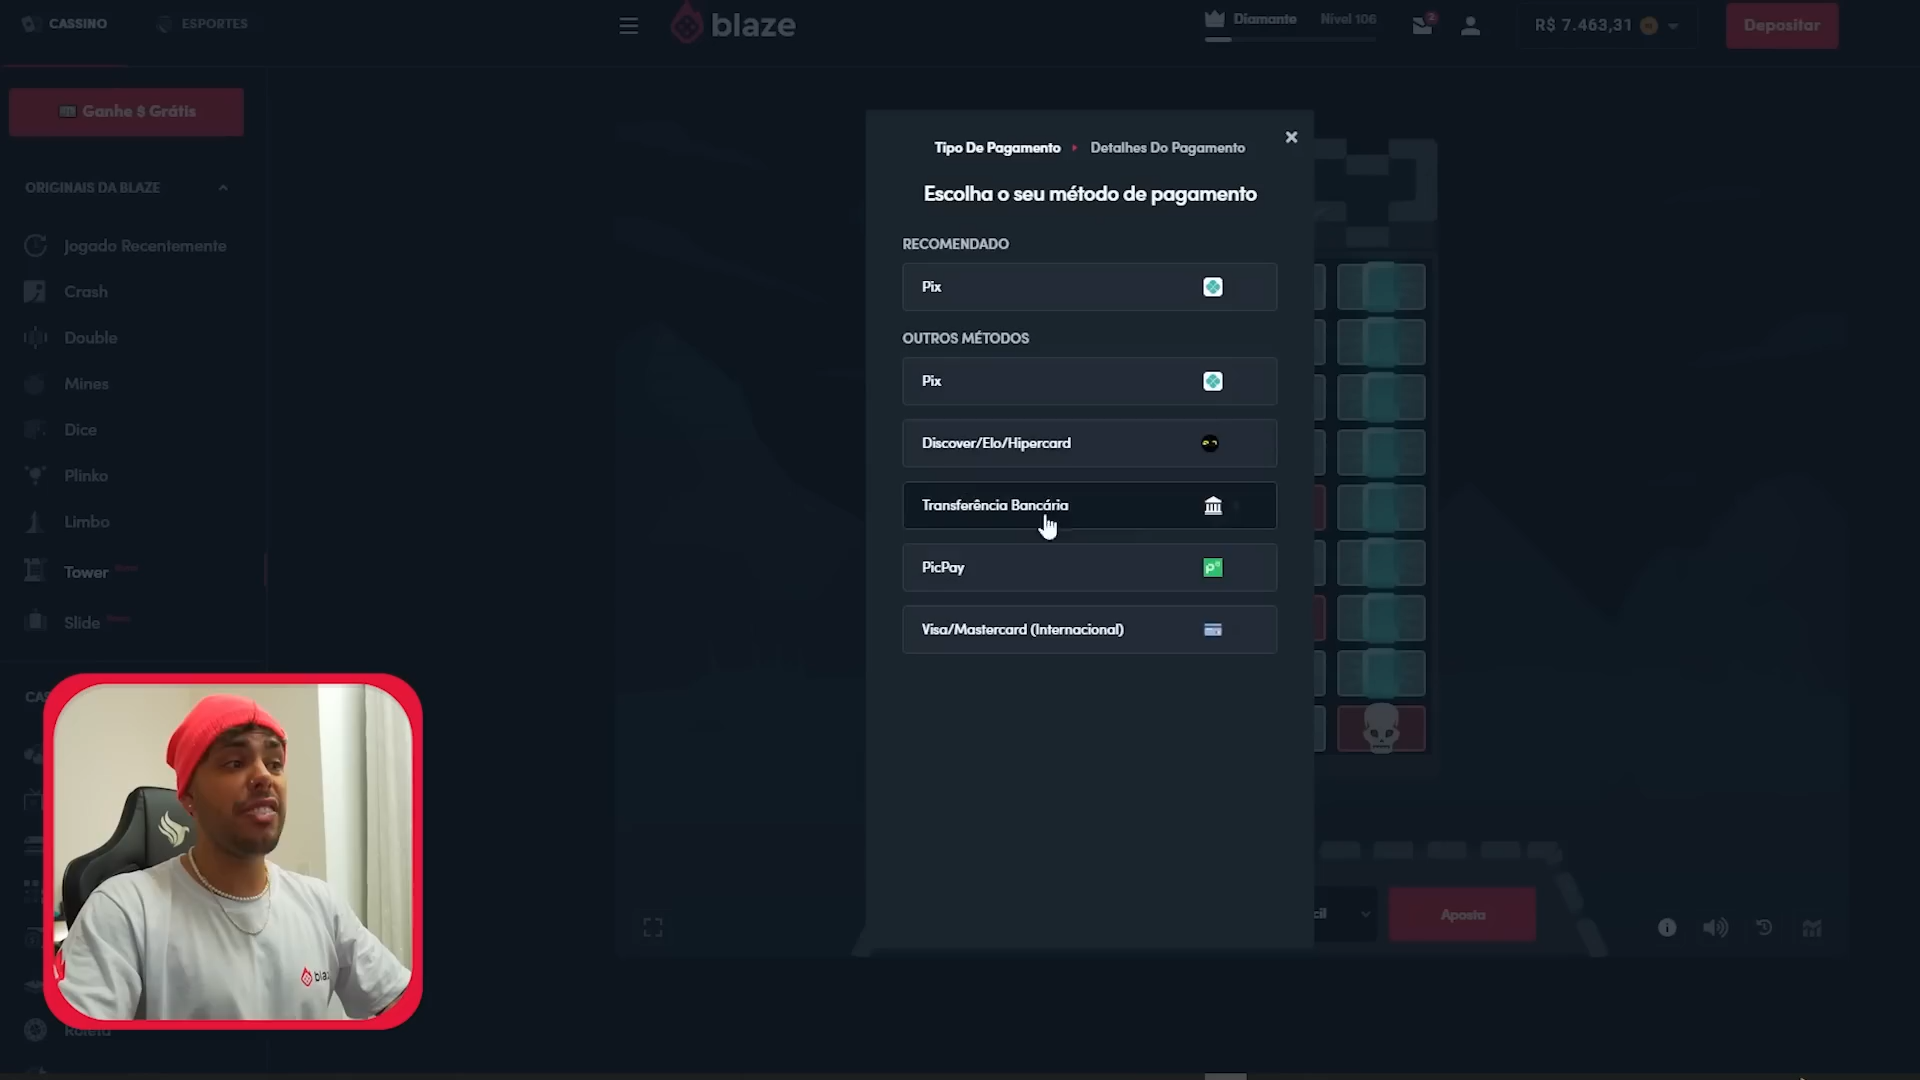 CASSINO
ESPORTES
blaze
Diamante
Nível 106
2
R$ 7.463,31
Depositar
Ganhe $ Grátis
ORIGINAIS DA BLAZE
Jogado Recentemente
Crash
Double
Mines
Dice
Plinko
Limbo
Tower
Slide
Roleta
Tipo De Pagamento
Detalhes Do Pagamento
Escolha o seu método de pagamento
RECOMENDADO
Pix
OUTROS MÉTODOS
Pix
Discover/Elo/Hipercard
Transferência Bancária
PicPay
Visa/Mastercard (Internacional)
Aposta